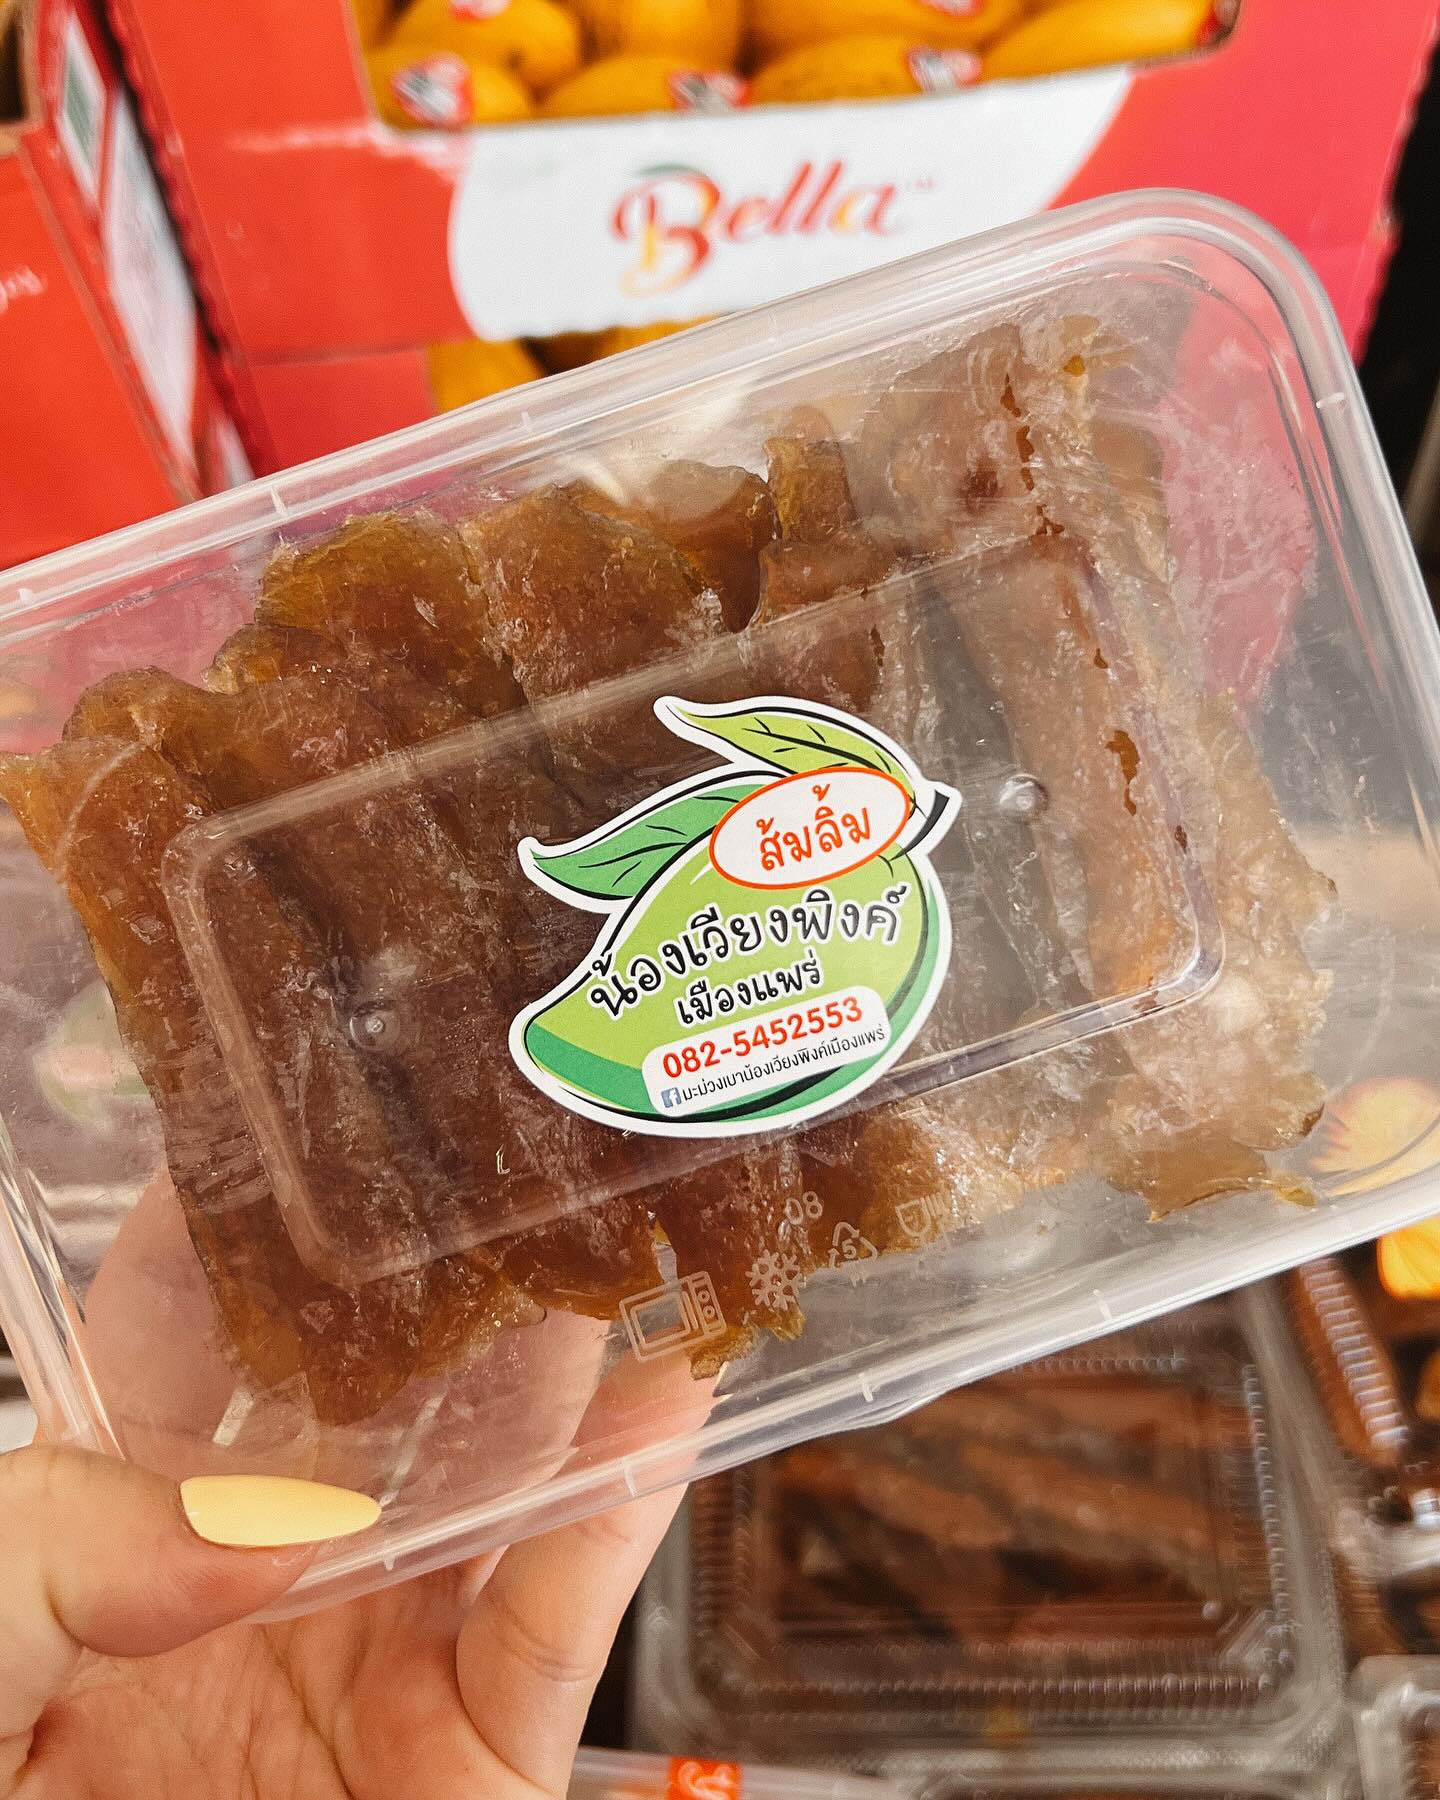 Bella
ส้มลิ้ม
น้องเวียงพิงค์
เมืองแพร่
082-5452553
มะม่วงเบาน้องเวียงพิงค์เมืองแพร่
08
5